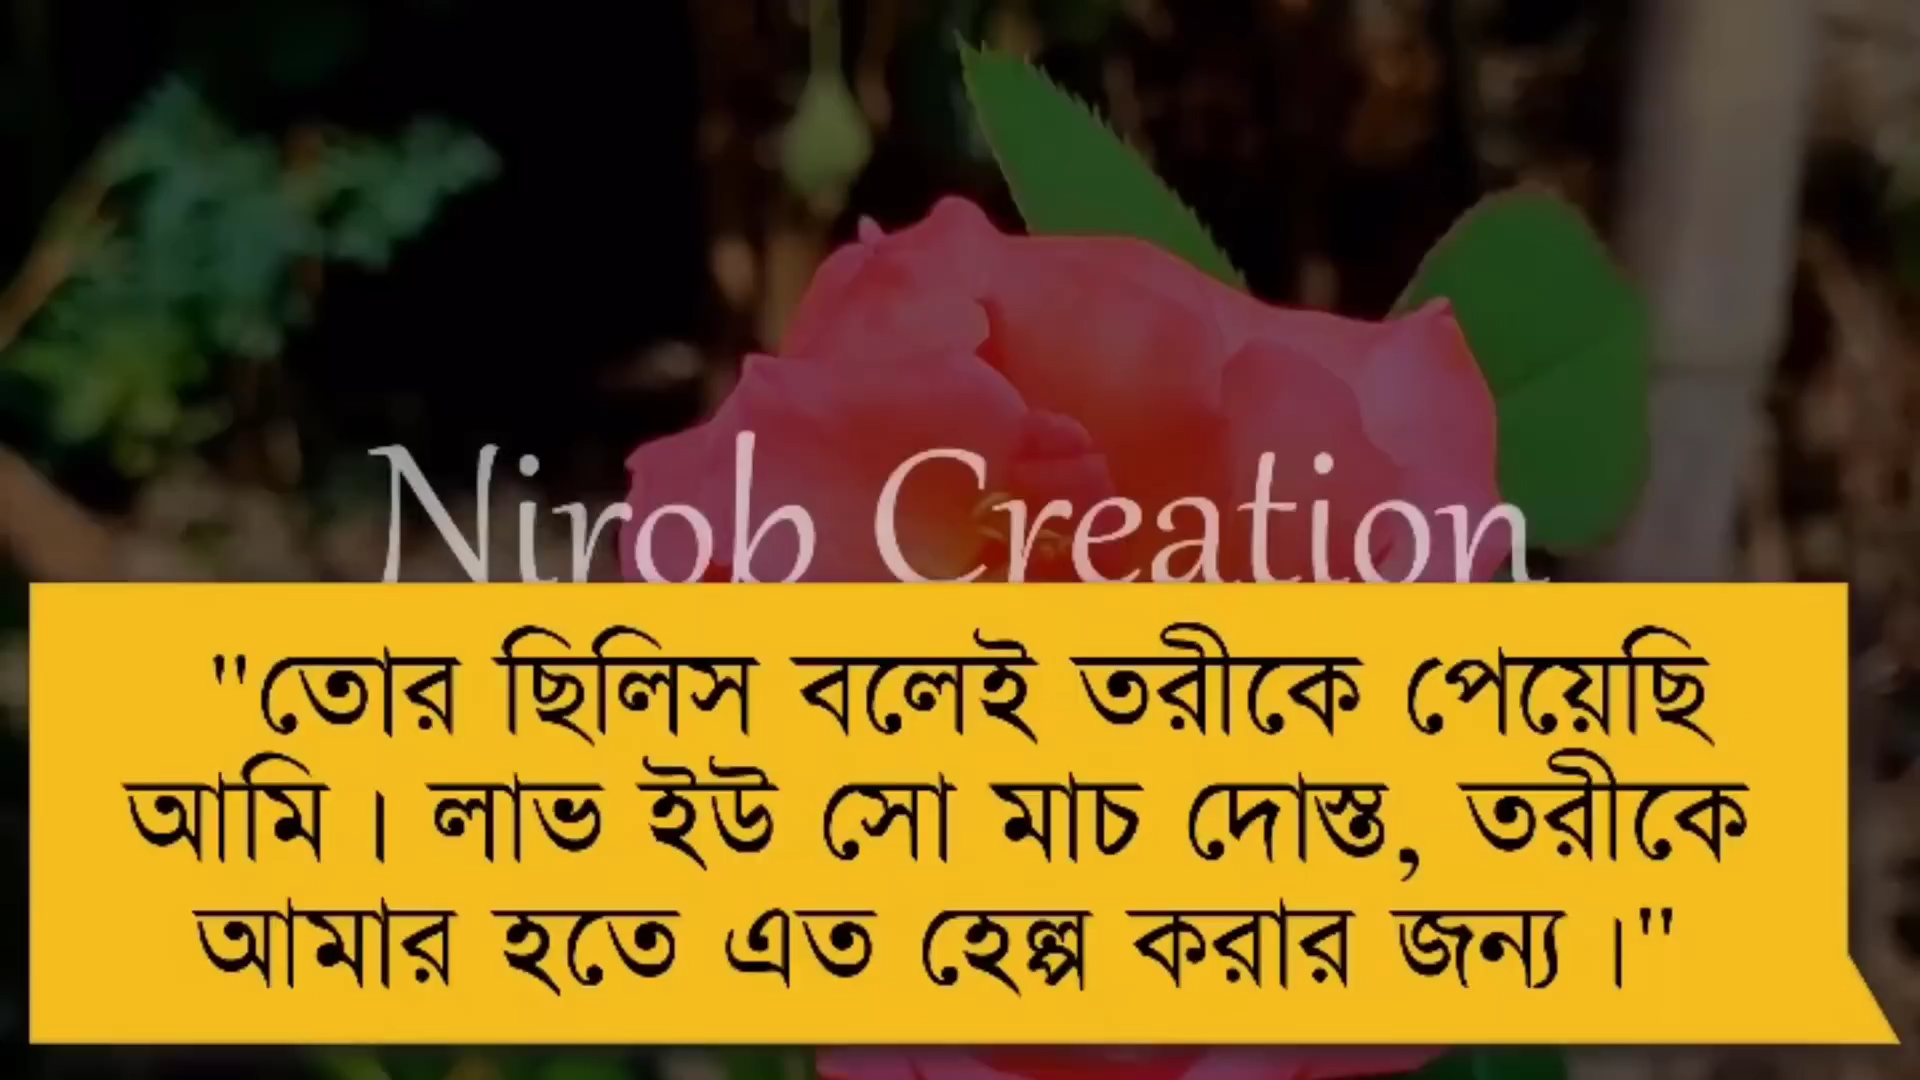 Nirob Creation
"তোর ছিলিস বলেই তরীকে পেয়েছি
আমি। লাভ ইউ সো মাচ দোস্ত, তরীকে
আমার হতে এত হেল্প করার জন্য।"